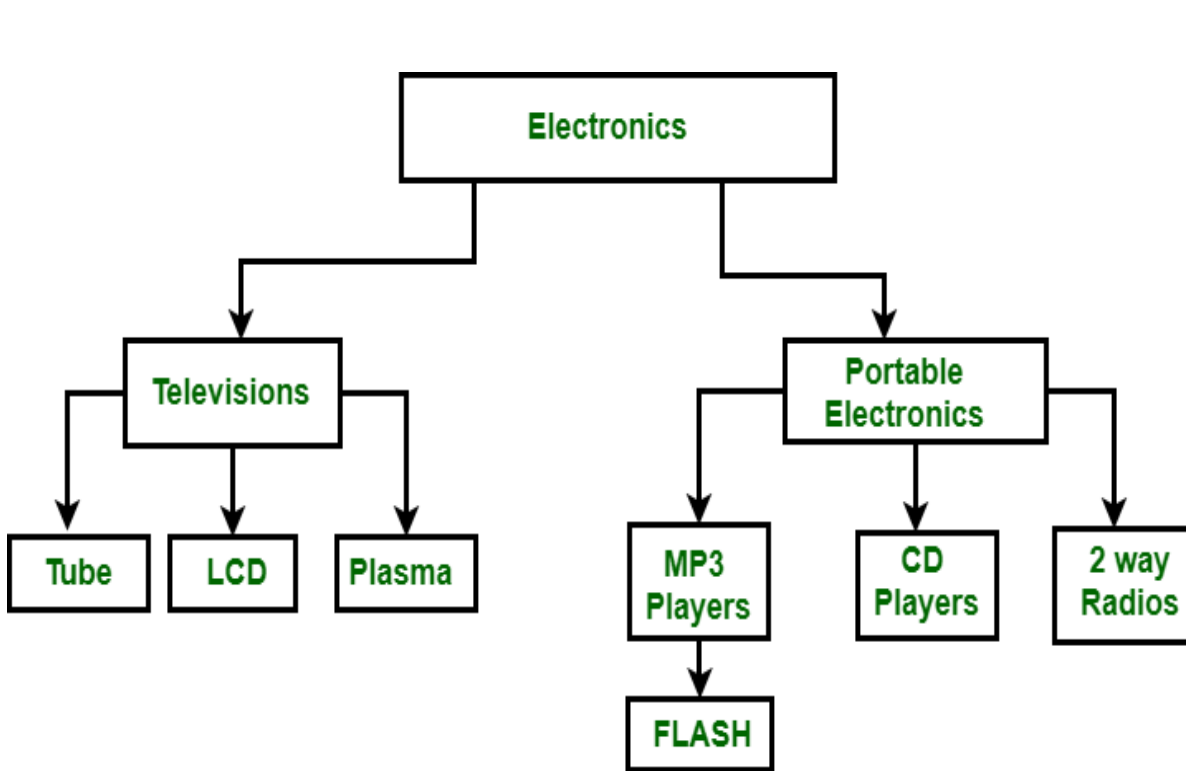 Electronics
Televisions
Portable
Electronics
Tube
LCD
Plasma
MP3
Players
CD
Players
2 way
Radios
FLASH